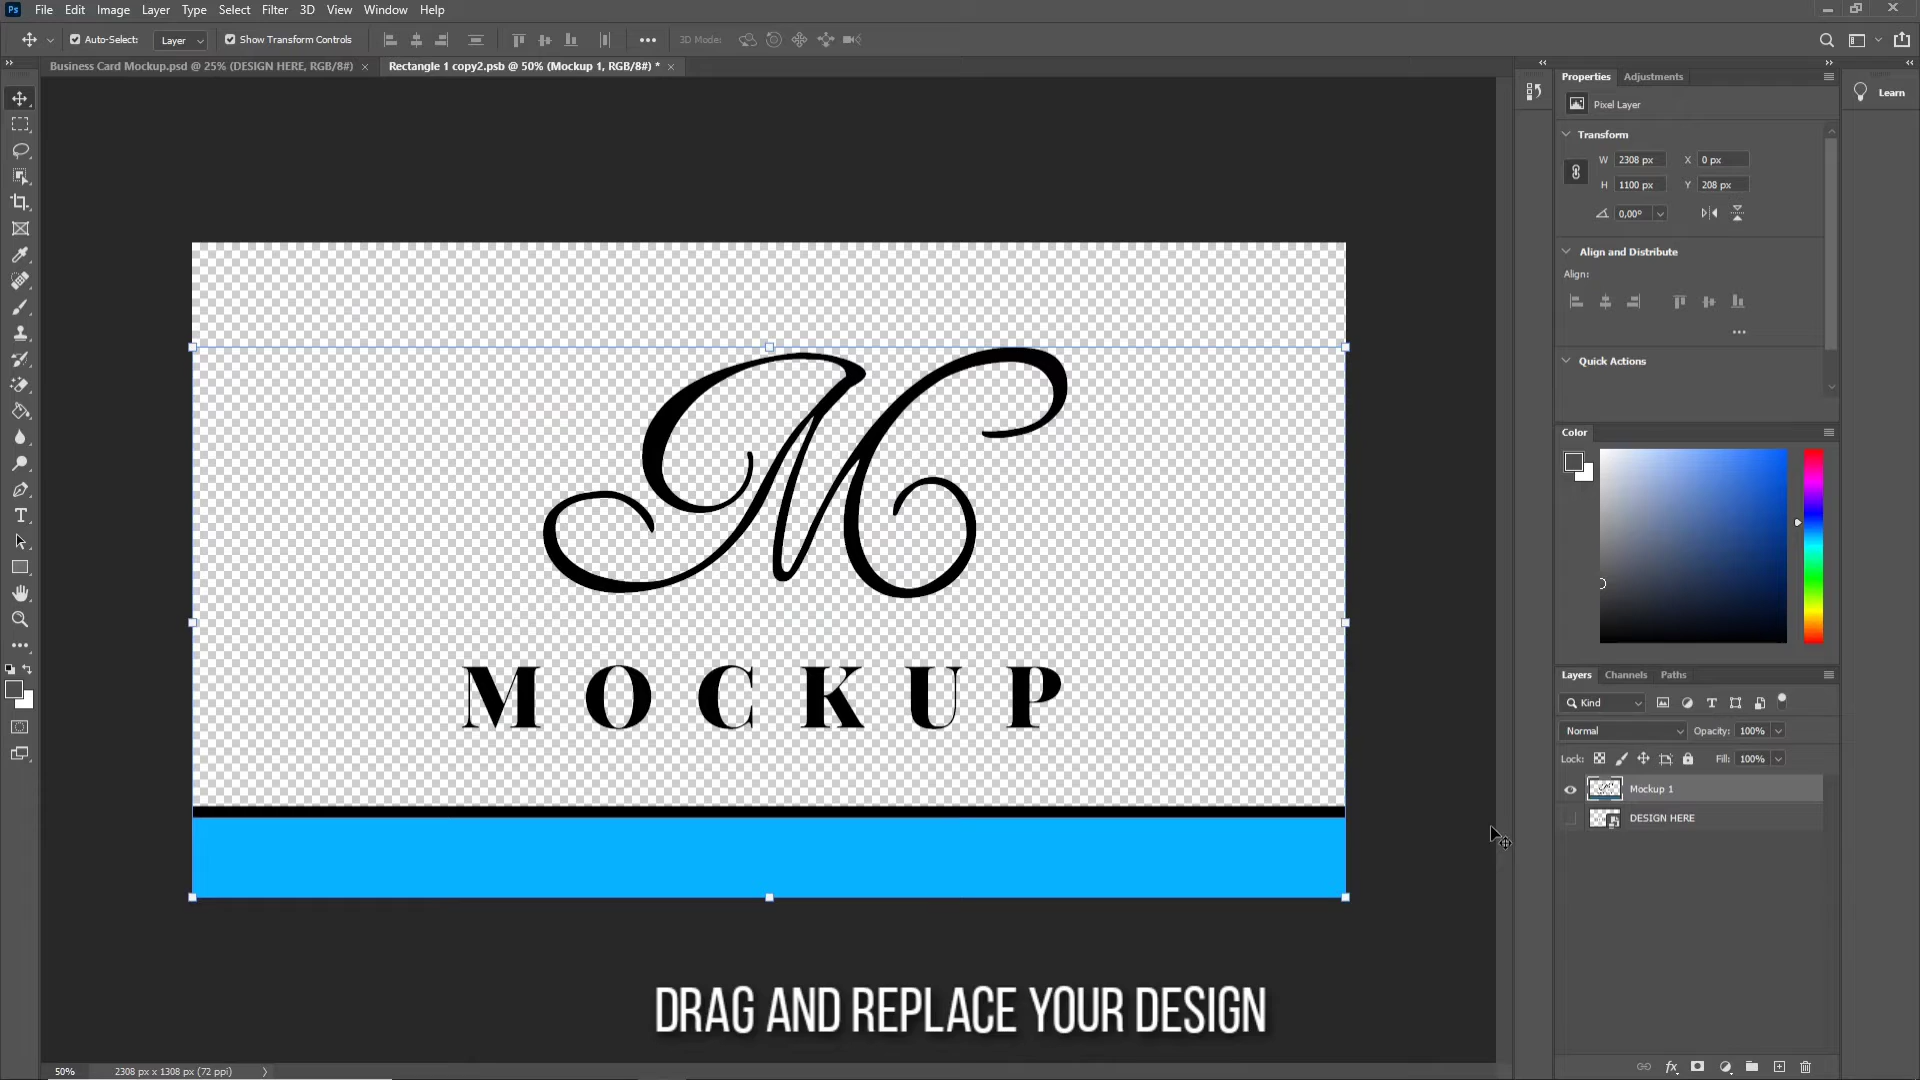 Ps File Edit Image Layer Type Select Filter 3D View Window Help
Auto-Select: Layer Show Transform Controls 3D Mode:
Business Card Mockup.psd @ 25% (DESIGN HERE, RGB/8#) × Rectangle 1 copy2.psb @ 50% (Mockup 1, RGB/8#) * ×
Properties Adjustments
Learn
Pixel Layer
Transform
W 2308 px X 0 px
H 1100 px Y 208 px
0,00°
Align and Distribute
Align:
Quick Actions
Color
M
MOCKUP
Layers Channels Paths
Kind
Normal Opacity: 100%
Lock: Fill: 100%
Mockup 1
DESIGN HERE
DRAG AND REPLACE YOUR DESIGN
50% 2308 px x 1308 px (72 ppi)
fx